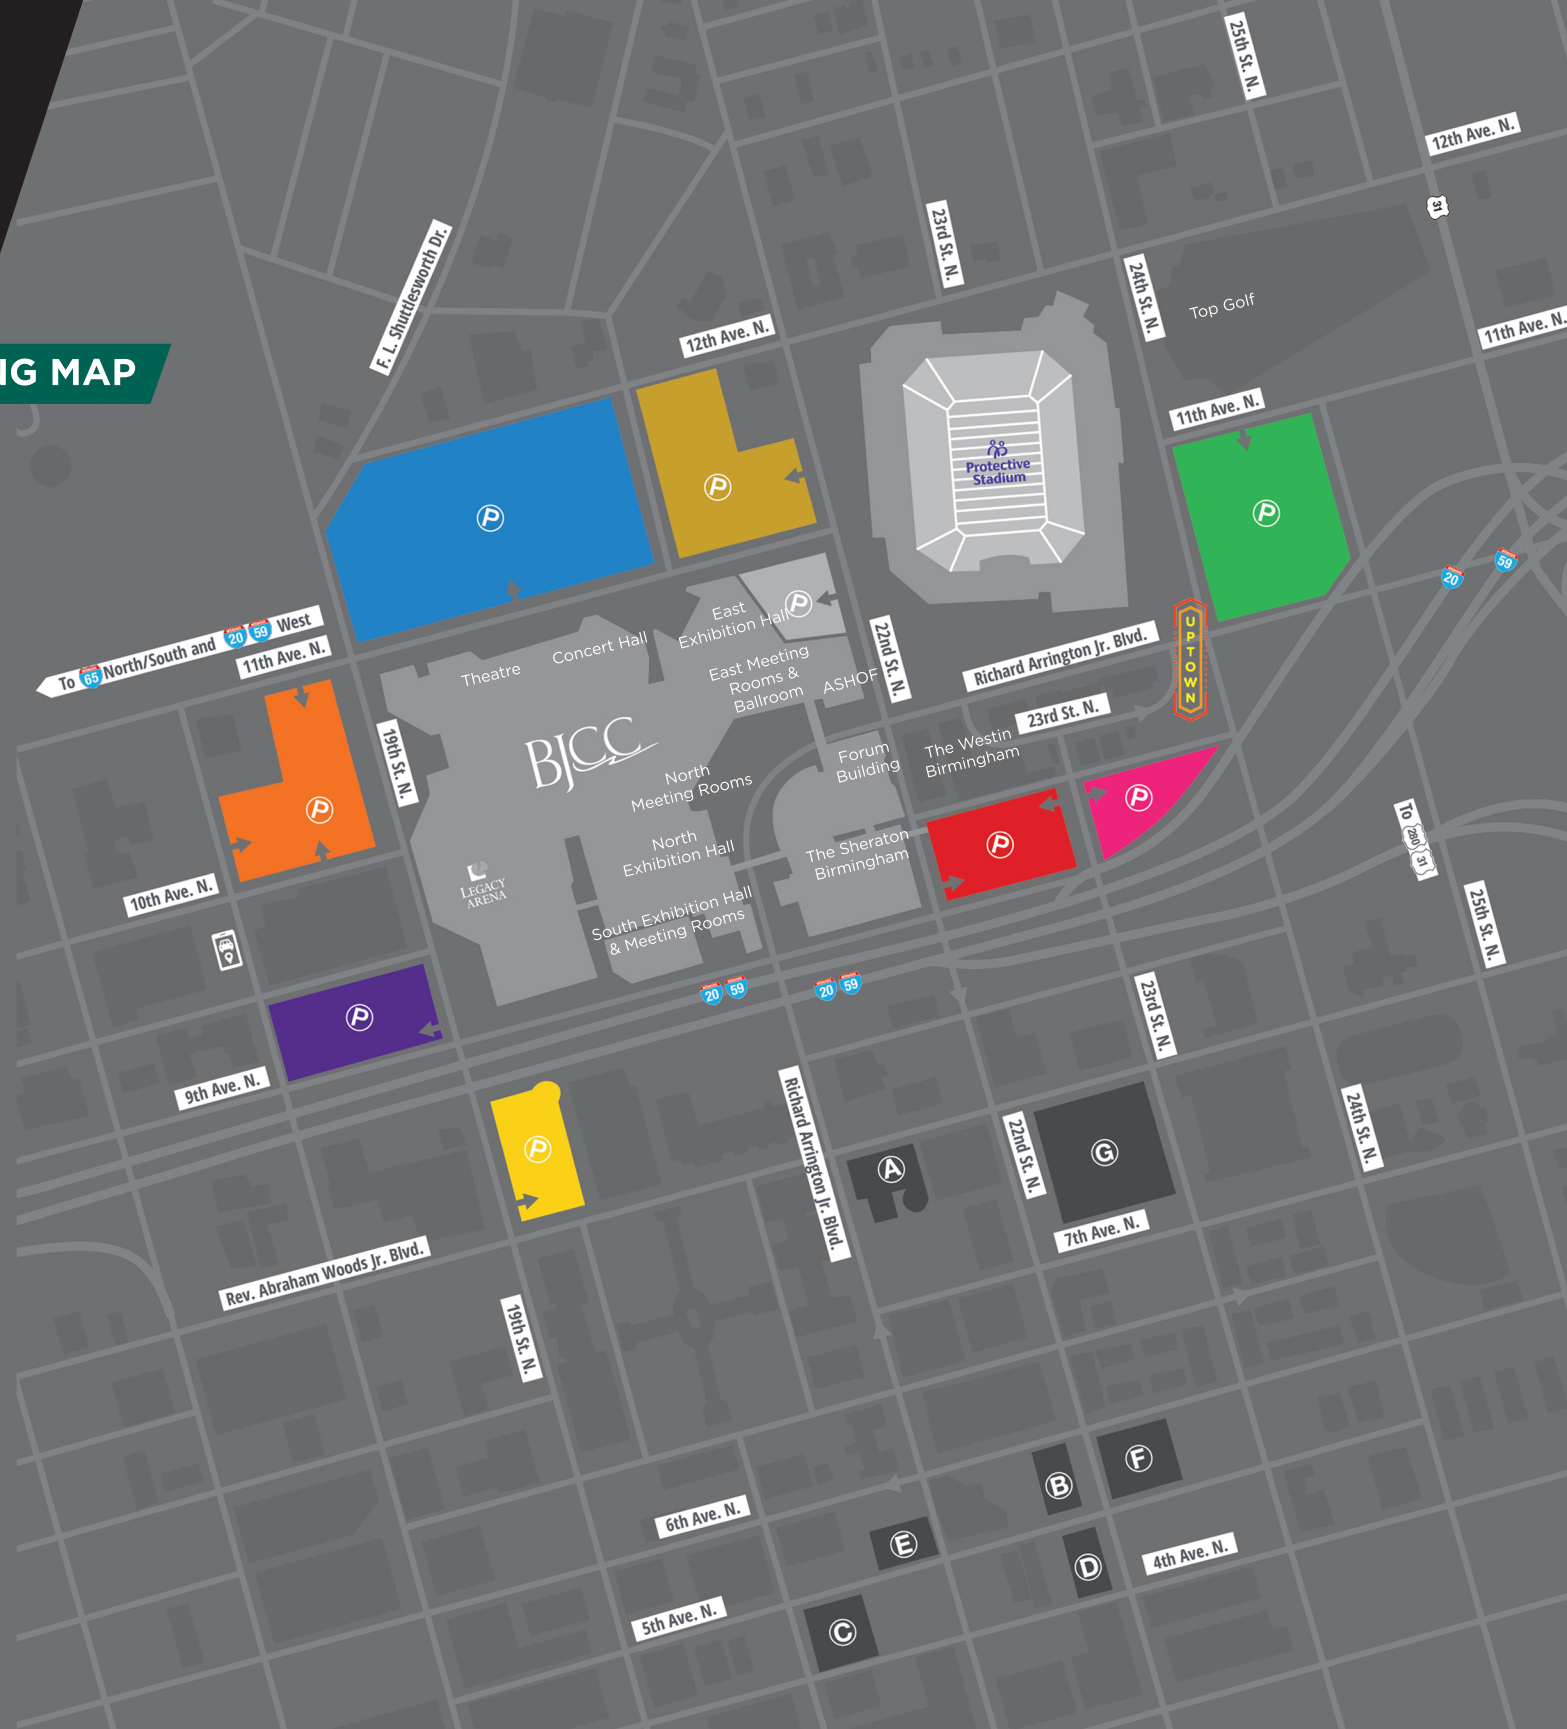 25th St. N.
12th Ave. N.
31
23rd St. N.
F. L. Shuttlesworth Dr.
24th St. N.
Top Golf
12th Ave. N.
11th Ave. N.
NG MAP
11th Ave. N.
Protective
Stadium
P
P
P
20
59
P
East
Exhibition Hall
To 65 North/South and 20 59 West
11th Ave. N.
Theatre
Concert Hall
East Meeting
Rooms &
Ballroom
ASHOF
22nd St. N.
Richard Arrington Jr. Blvd.
UPTOWN
23rd St. N.
19th St. N.
BJCC
North
Meeting Rooms
Forum
Building
The Westin
Birmingham
P
P
P
North
Exhibition Hall
The Sheraton
Birmingham
To 280 31
LEGACY
ARENA
10th Ave. N.
South Exhibition Hall
& Meeting Rooms
25th St. N.
20 59
20 59
P
23rd St. N.
9th Ave. N.
P
Richard Arrington Jr. Blvd.
A
22nd St. N.
G
24th St. N.
7th Ave. N.
Rev. Abraham Woods Jr. Blvd.
19th St. N.
B
F
6th Ave. N.
E
D
4th Ave. N.
5th Ave. N.
C